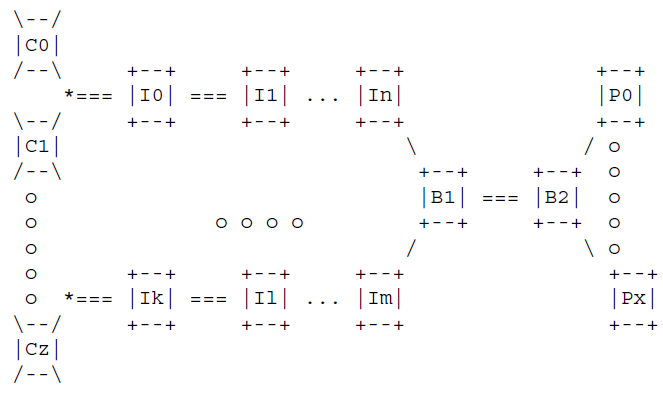 \--/
|C0|
/--\      +--+      +--+      +--+                +--+
    *=== |I0| === |I1| ... |In|                |P0|
\--/      +--+      +--+      +--+                +--+
|C1|                                  \              / o
/--\                                   +--+      +--+  o
 o                                     |B1| === |B2|  o
 o                o o o o              +--+      +--+  o
 o                                    /              \ o
 o        +--+      +--+      +--+                 +--+
 o  *=== |Ik| === |Il| ... |Im|                 |Px|
\--/      +--+      +--+      +--+                 +--+
|Cz|
/--\